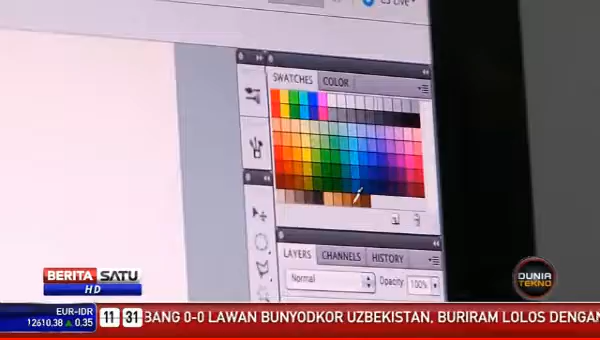 CS Live
SWATCHES COLOR
LAYERS CHANNELS HISTORY
Normal Opacity: 100%
BERITA SATU
HD
DUNIA
TEKNO
EUR-IDR
12610.38 0.35
11 31
BANG 0-0 LAWAN BUNYODKOR UZBEKISTAN, BURIRAM LOLOS DENGAN